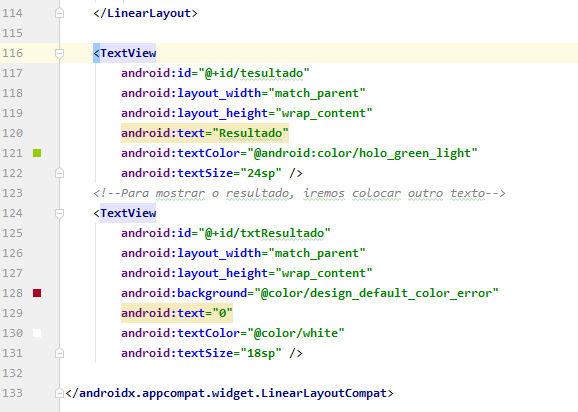 114 </LinearLayout>
115
116 <TextView
117 android:id="@+id/tesultado"
118 android:layout_width="match_parent"
119 android:layout_height="wrap_content"
120 android:text="Resultado"
121 android:textColor="@android:color/holo_green_light"
122 android:textSize="24sp" />
123 <!--Para mostrar o resultado, iremos colocar outro texto-->
124 <TextView
125 android:id="@+id/txtResultado"
126 android:layout_width="match_parent"
127 android:layout_height="wrap_content"
128 android:background="@color/design_default_color_error"
129 android:text="0"
130 android:textColor="@color/white"
131 android:textSize="18sp" />
132
133 </androidx.appcompat.widget.LinearLayoutCompat>